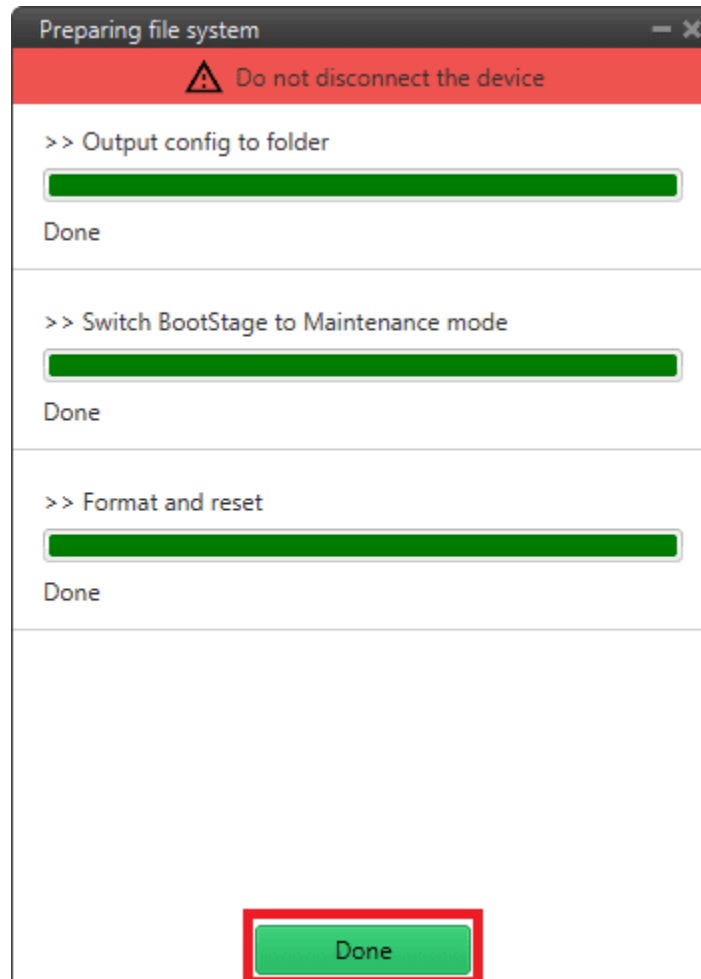 Preparing file system
Do not disconnect the device
>> Output config to folder
Done
>> Switch BootStage to Maintenance mode
Done
>> Format and reset
Done
Done